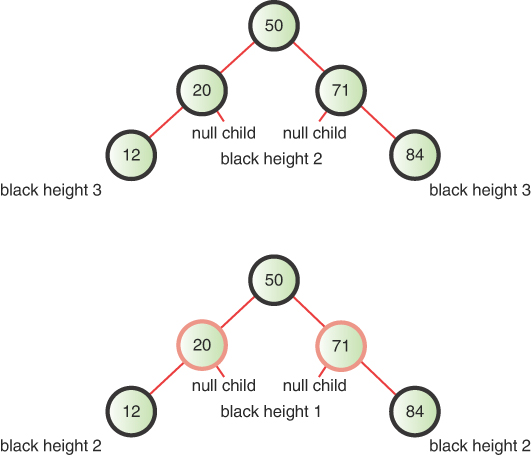 50
20 71
null child null child
12 black height 2 84
black height 3 black height 3
50
20 71
null child null child
12 black height 1 84
black height 2 black height 2